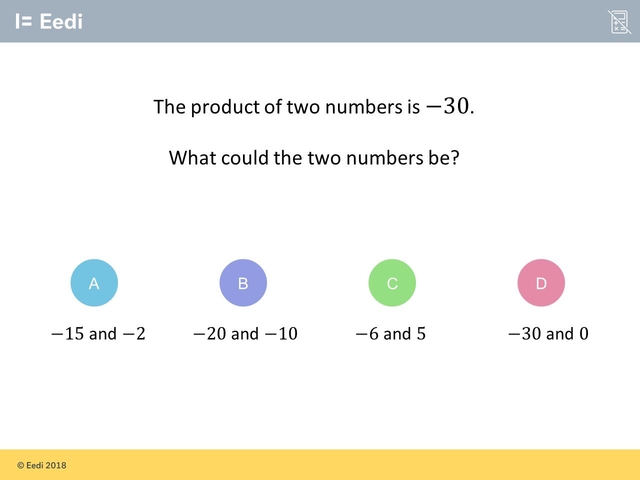 Eedi
The product of two numbers is −30.
What could the two numbers be?
A B C D
−15 and −2 −20 and −10 −6 and 5 −30 and 0
© Eedi 2018